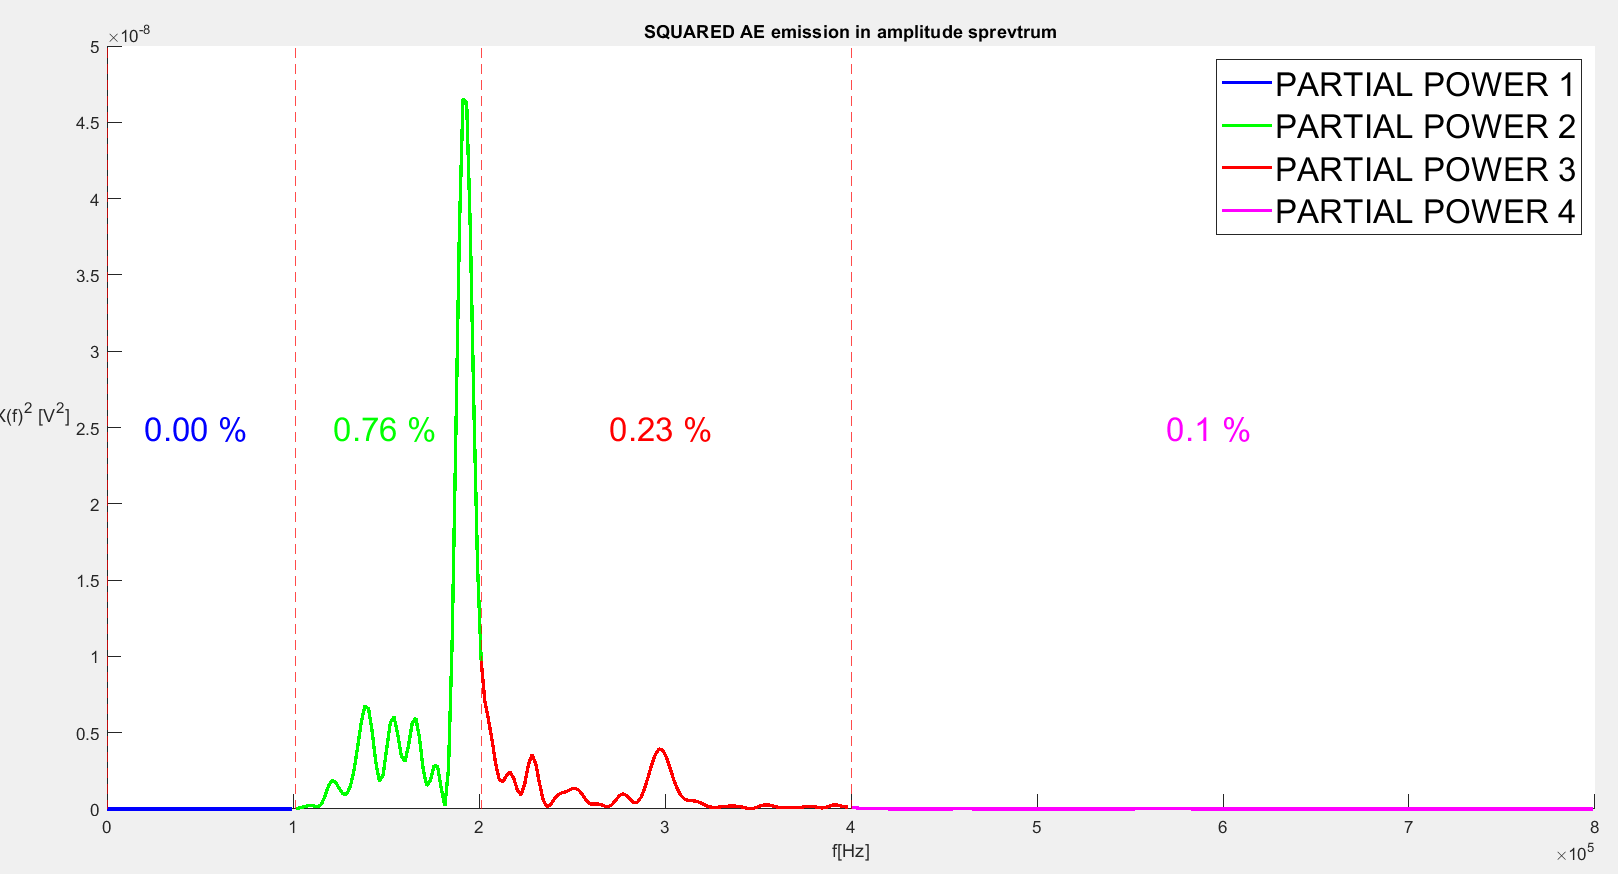 SQUARED AE emission in amplitude sprevtrum
×10-8
5
4.5
4
3.5
3
2.5
2
1.5
1
0.5
0
X(f)2 [V2]
PARTIAL POWER 1
PARTIAL POWER 2
PARTIAL POWER 3
PARTIAL POWER 4
0.00 %
0.76 %
0.23 %
0.1 %
0 1 2 3 4 5 6 7 8
f[Hz]
×105